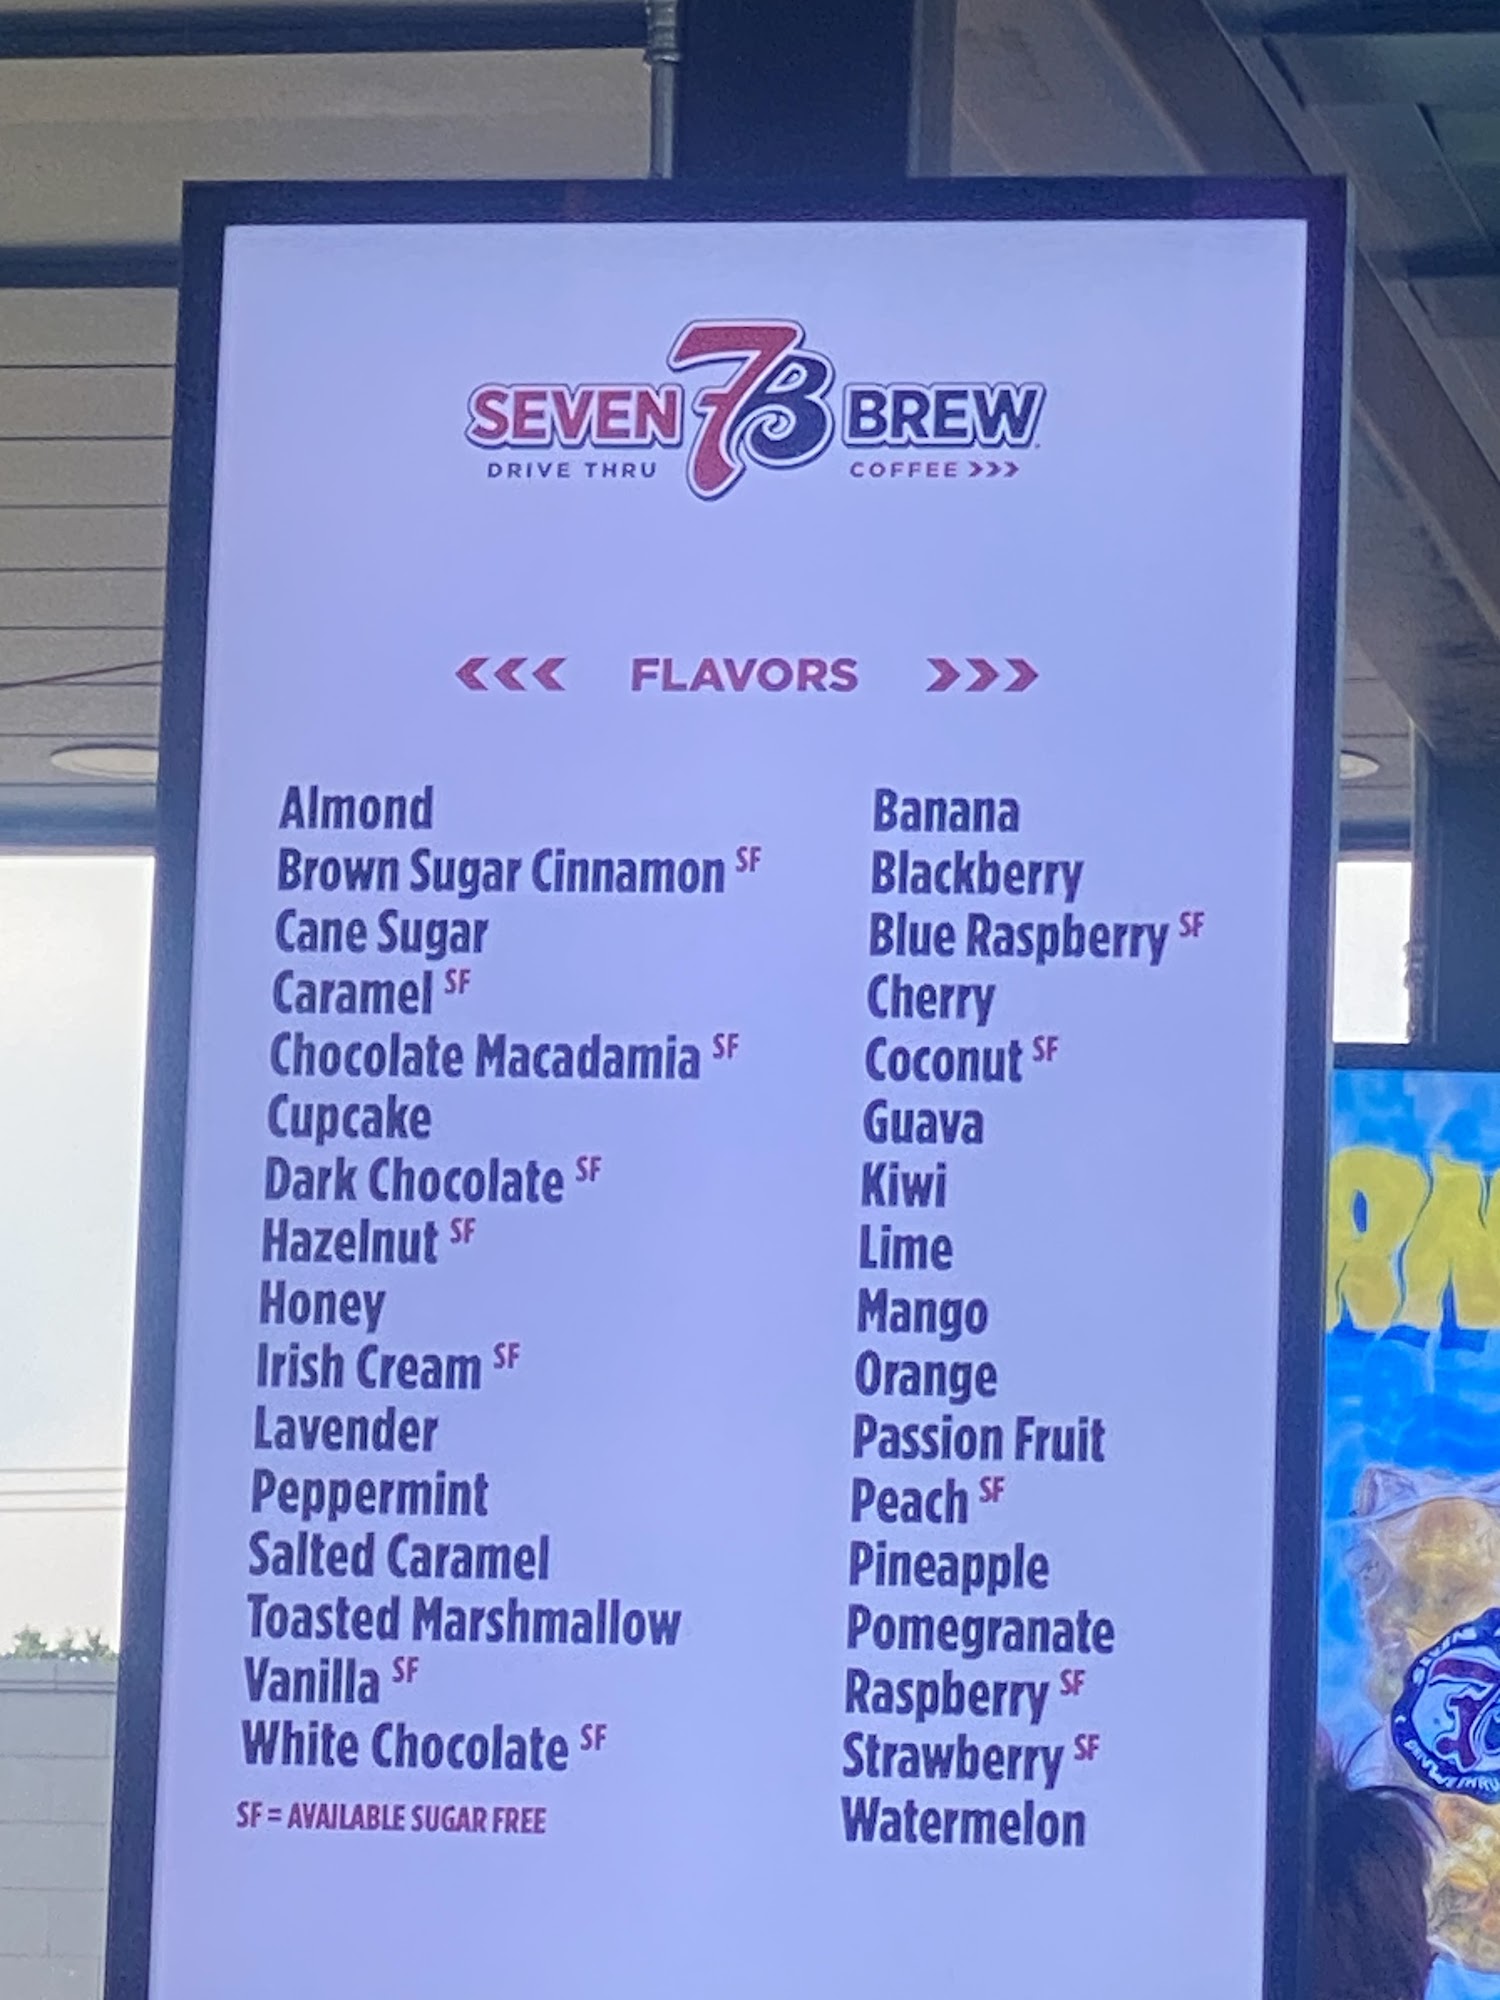 SEVEN 7B BREW
DRIVE THRU COFFEE >>>
<<< FLAVORS >>>
Almond
Brown Sugar Cinnamon SF
Cane Sugar
Caramel SF
Chocolate Macadamia SF
Cupcake
Dark Chocolate SF
Hazelnut SF
Honey
Irish Cream SF
Lavender
Peppermint
Salted Caramel
Toasted Marshmallow
Vanilla SF
White Chocolate SF
SF = AVAILABLE SUGAR FREE
Banana
Blackberry
Blue Raspberry SF
Cherry
Coconut SF
Guava
Kiwi
Lime
Mango
Orange
Passion Fruit
Peach SF
Pineapple
Pomegranate
Raspberry SF
Strawberry SF
Watermelon